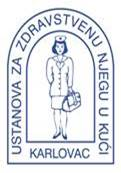 USTANOVA ZA ZDRAVSTVENU NJEGU U KUĆI
KARLOVAC